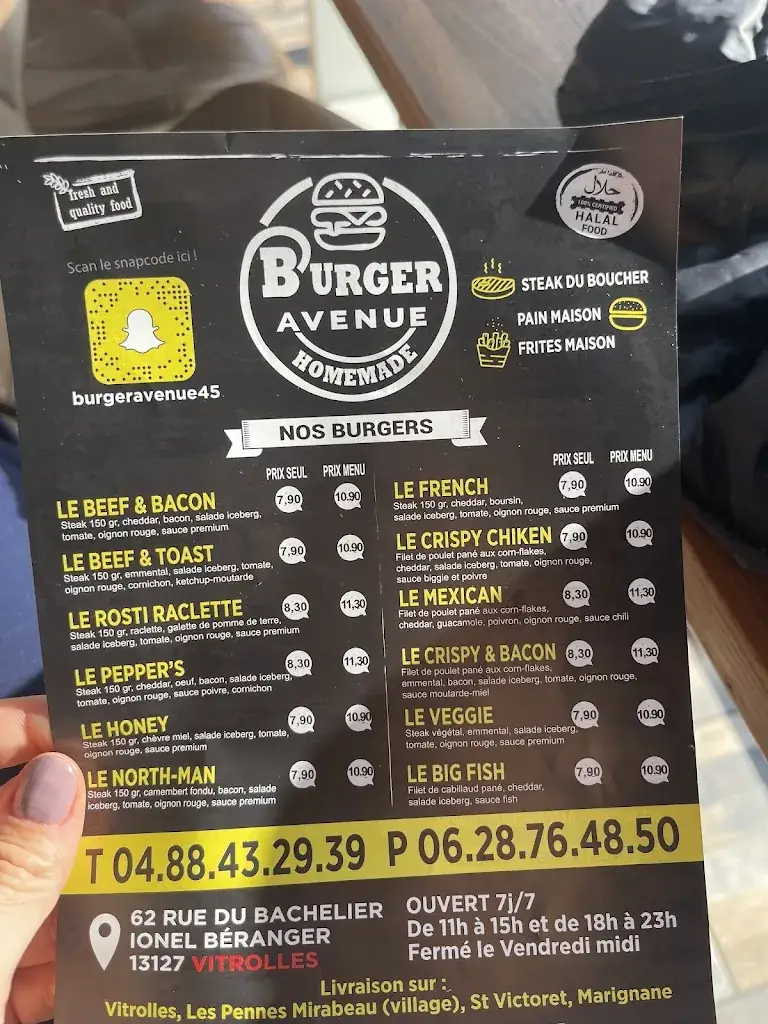 fresh and
quality food
Scan le snapcode ici !
burgeravenue45
BURGER
AVENUE
HOMEMADE
حلال
100% CERTIFIED
HALAL
FOOD
STEAK DU BOUCHER
PAIN MAISON
FRITES MAISON
NOS BURGERS
PRIX SEUL PRIX MENU
LE BEEF & BACON 7,90 10.90
Steak 150 gr, cheddar, bacon, salade iceberg,
tomate, oignon rouge, sauce premium
LE BEEF & TOAST 7,90 10.90
Steak 150 gr, emmental, salade iceberg, tomate,
oignon rouge, cornichon, ketchup-moutarde
LE ROSTI RACLETTE 8,30 11,30
Steak 150 gr, raclette, galette de pomme de terre,
salade iceberg, tomate, oignon rouge, sauce premium
LE PEPPER'S 8,30 11,30
Steak 150 gr, cheddar, oeuf, bacon, salade iceberg,
tomate, oignon rouge, sauce poivre, cornichon
LE HONEY 7,90 10.90
Steak 150 gr, chèvre miel, salade iceberg, tomate,
oignon rouge, sauce premium
LE NORTH-MAN 7,90 10.90
Steak 150 gr, camembert fondu, bacon, salade
iceberg, tomate, oignon rouge, sauce premium
PRIX SEUL PRIX MENU
LE FRENCH 7,90 10.90
Steak 150 gr, cheddar, boursin,
salade iceberg, tomate, oignon rouge, sauce premium
LE CRISPY CHIKEN 7,90 10.90
Filet de poulet pané aux corn-flakes,
cheddar, salade iceberg, tomate, oignon rouge,
sauce biggie et poivre
LE MEXICAN 8,30 11,30
Filet de poulet pané aux corn-flakes,
cheddar, guacamole, poivron, oignon rouge, sauce chili
LE CRISPY & BACON 8,30 11,30
Filet de poulet pané aux corn-flakes,
emmental, bacon, salade iceberg, tomate, oignon rouge,
sauce moutarde-miel
LE VEGGIE 7,90 10.90
Steak végétal, emmental, salade iceberg,
tomate, oignon rouge, sauce premium
LE BIG FISH 7,90 10.90
Filet de cabillaud pané, cheddar,
salade iceberg, sauce fish
T 04.88.43.29.39 P 06.28.76.48.50
62 RUE DU BACHELIER
IONEL BÉRANGER
13127 VITROLLES
OUVERT 7j/7
De 11h à 15h et de 18h à 23h
Fermé le Vendredi midi
Livraison sur :
Vitrolles, Les Pennes Mirabeau (village), St Victoret, Marignane